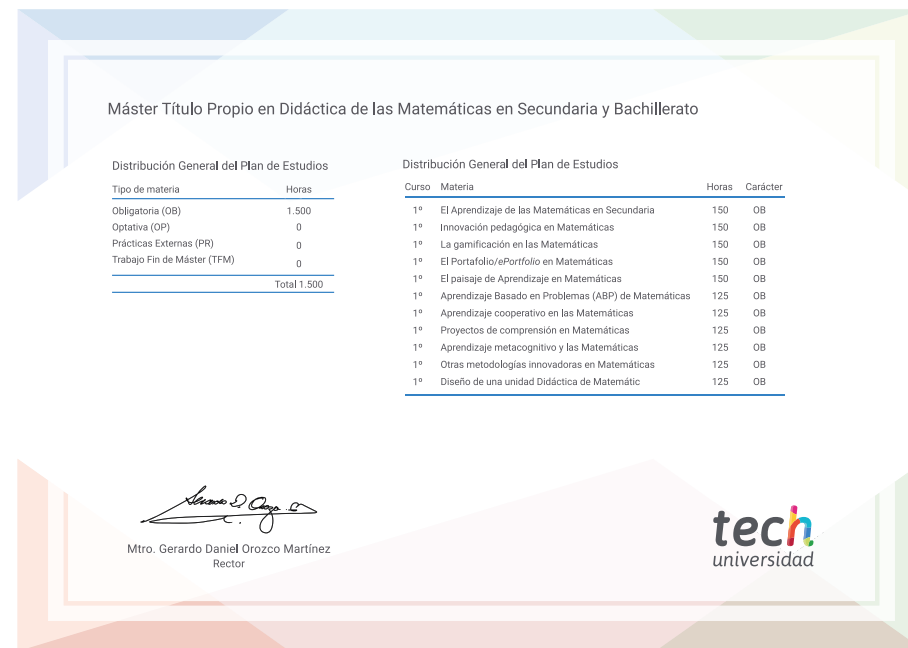 Máster Título Propio en Didáctica de las Matemáticas en Secundaria y Bachillerato
Distribución General del Plan de Estudios
Tipo de materia Horas
Obligatoria (OB) 1.500
Optativa (OP) 0
Prácticas Externas (PR) 0
Trabajo Fin de Máster (TFM) 0
Total 1.500
Distribución General del Plan de Estudios
Curso Materia Horas Carácter
1º El Aprendizaje de las Matemáticas en Secundaria 150 OB
1º Innovación pedagógica en Matemáticas 150 OB
1º La gamificación en las Matemáticas 150 OB
1º El Portafolio/ePortfolio en Matemáticas 150 OB
1º El paisaje de Aprendizaje en Matemáticas 150 OB
1º Aprendizaje Basado en Problemas (ABP) de Matemáticas 125 OB
1º Aprendizaje cooperativo en las Matemáticas 125 OB
1º Proyectos de comprensión en Matemáticas 125 OB
1º Aprendizaje metacognitivo y las Matemáticas 125 OB
1º Otras metodologías innovadoras en Matemáticas 125 OB
1º Diseño de una unidad Didáctica de Matemátic 125 OB
Mtro. Gerardo Daniel Orozco Martínez
Rector
tech
universidad